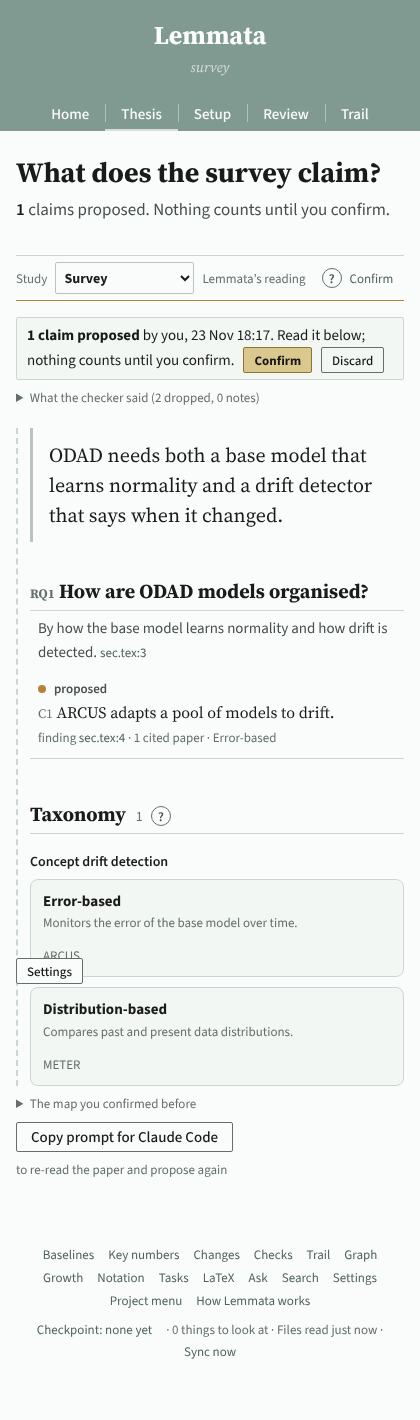 Lemmata
survey
Home Thesis Setup Review Trail
What does the survey claim?
1 claims proposed. Nothing counts until you confirm.
Study Survey Lemmata's reading ? Confirm
1 claim proposed by you, 23 Nov 18:17. Read it below;
nothing counts until you confirm. Confirm Discard
What the checker said (2 dropped, 0 notes)
ODAD needs both a base model that
learns normality and a drift detector
that says when it changed.
RQ1 How are ODAD models organised?
By how the base model learns normality and how drift is
detected. sec.tex:3
proposed
C1 ARCUS adapts a pool of models to drift.
finding sec.tex:4 · 1 cited paper · Error-based
Taxonomy 1 ?
Concept drift detection
Error-based
Monitors the error of the base model over time.
ARCUS
Settings
Distribution-based
Compares past and present data distributions.
METER
The map you confirmed before
Copy prompt for Claude Code
to re-read the paper and propose again
Baselines Key numbers Changes Checks Trail Graph
Growth Notation Tasks LaTeX Ask Search Settings
Project menu How Lemmata works
Checkpoint: none yet · 0 things to look at · Files read just now ·
Sync now